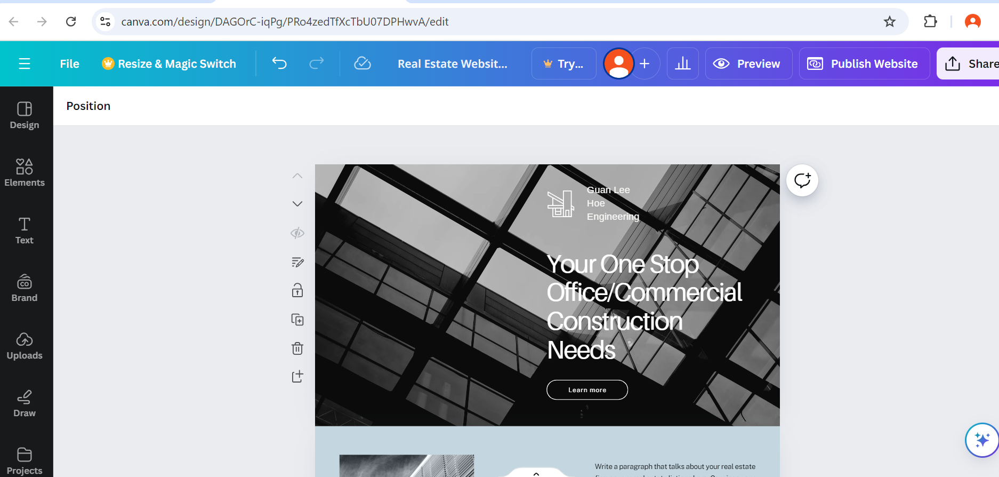 canva.com/design/DAGOrC-iqPg/PRo4zedTfXcTbU07DPHwvA/edit
File
Resize & Magic Switch
Real Estate Websit...
Try...
Preview
Publish Website
Share
Position
Design
Elements
Text
CO
Brand
Uploads
Draw
Projects
Guan Lee
Hoe
Engineering
Your One Stop
Office/Commercial
Construction
Needs
Learn more
Write a paragraph that talks about your real estate